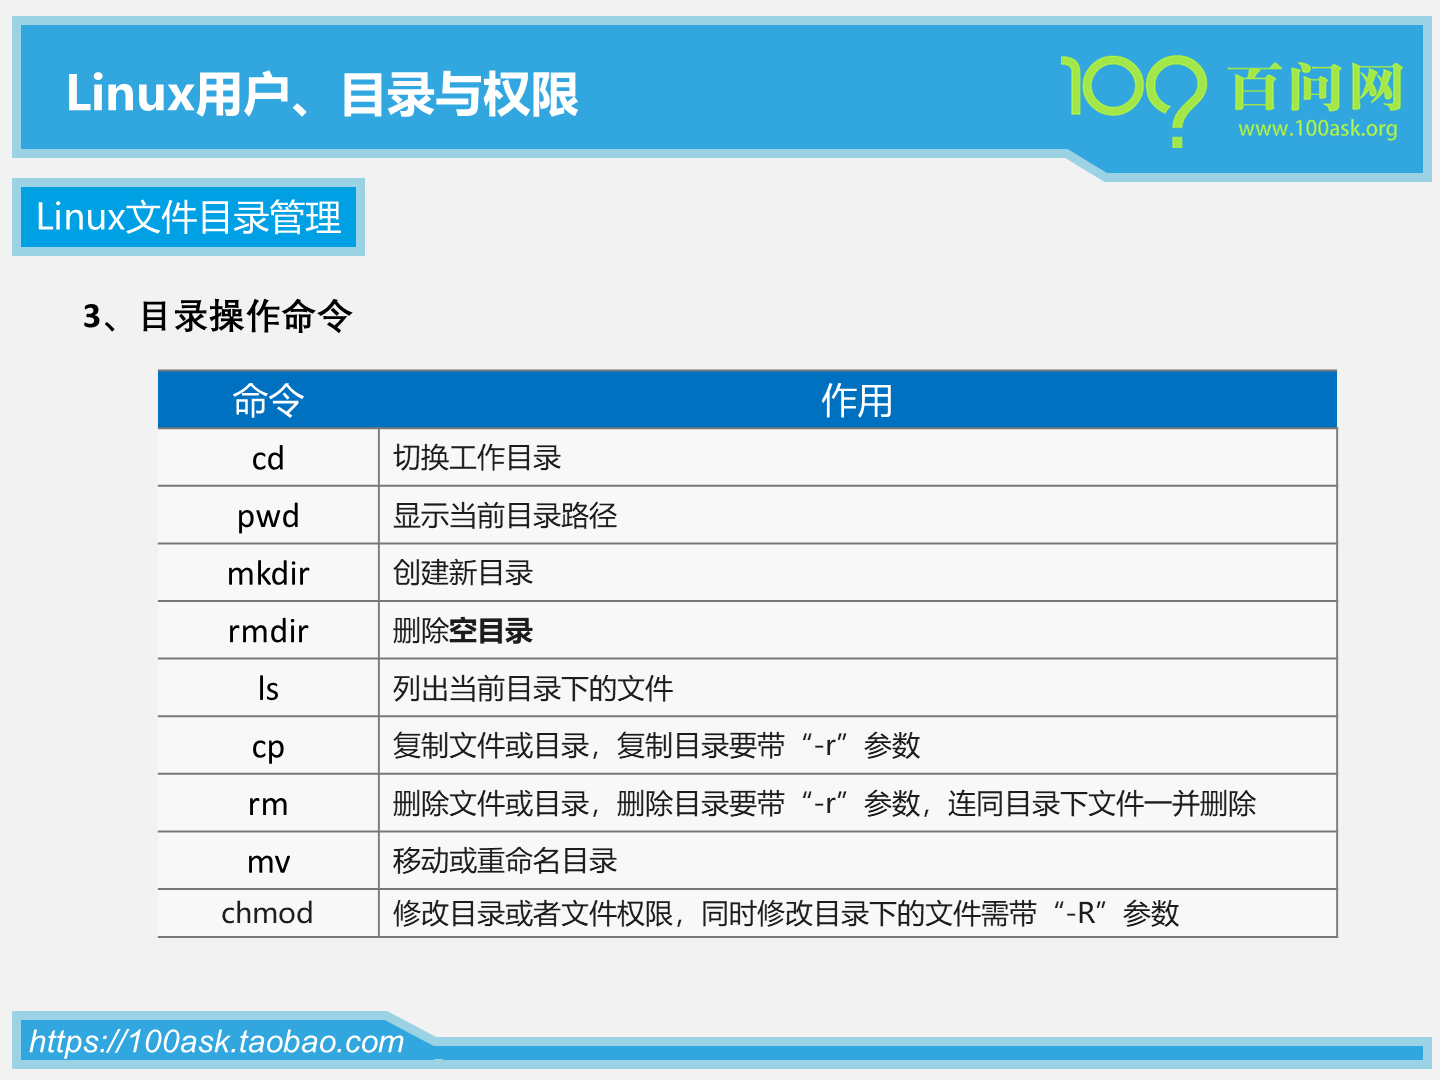 Linux用户、目录与权限
100?
百问网
www.100ask.org
Linux文件目录管理
3、目录操作命令
命令 作用
cd 切换工作目录
pwd 显示当前目录路径
mkdir 创建新目录
rmdir 删除空目录
ls 列出当前目录下的文件
cp 复制文件或目录，复制目录要带“-r”参数
rm 删除文件或目录，删除目录要带“-r”参数，连同目录下文件一并删除
mv 移动或重命名目录
chmod 修改目录或者文件权限，同时修改目录下的文件需带“-R”参数
https://100ask.taobao.com